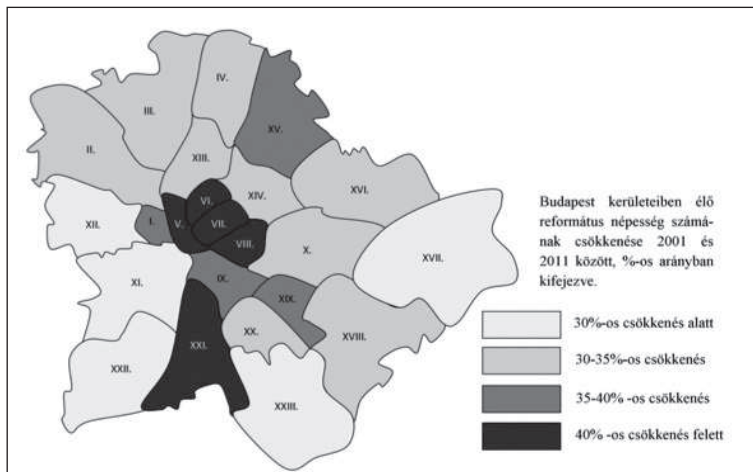 IV.
III.
XV.
II.
XIII.
XVI.
XIV.
VI.
XII.
I.
V.
VII.
VIII.
X.
XVII.
XI.
IX.
XIX.
XX.
XVIII.
XXI.
XXII.
XXIII.
Budapest kerületeiben élő
református népesség számá-
nak csökkenése 2001 és
2011 között, %-os arányban
kifejezve.
30%-os csökkenés alatt
30-35%-os csökkenés
35-40% -os csökkenés
40% -os csökkenés felett